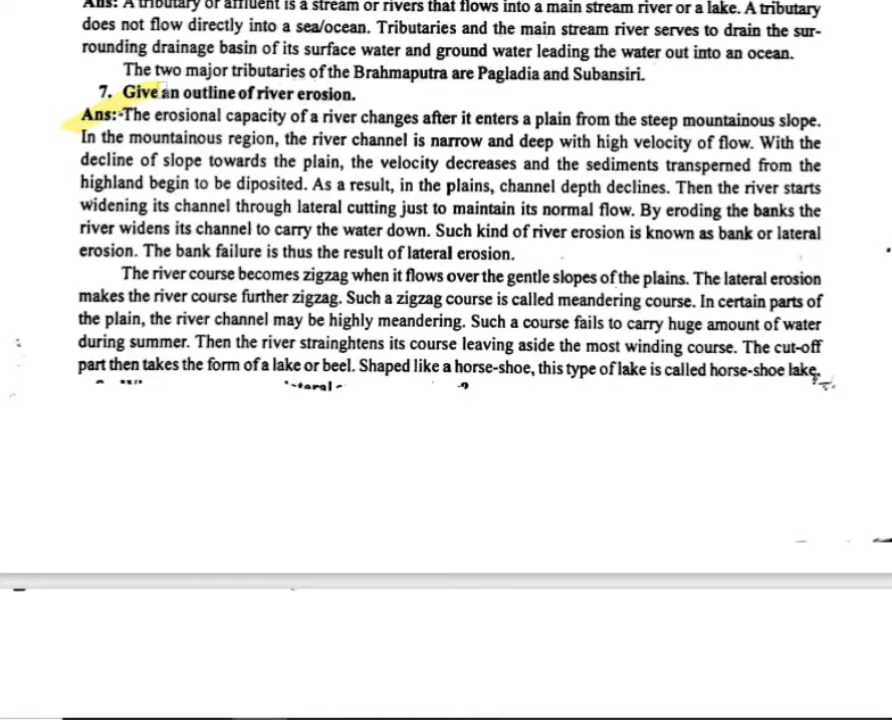 Ans: A tributary or affluent is a stream or rivers that flows into a main stream river or a lake. A tributary
does not flow directly into a sea/ocean. Tributaries and the main stream river serves to drain the sur-
rounding drainage basin of its surface water and ground water leading the water out into an ocean.
The two major tributaries of the Brahmaputra are Pagladia and Subansiri.
7. Give an outline of river erosion.
Ans:-The erosional capacity of a river changes after it enters a plain from the steep mountainous slope.
In the mountainous region, the river channel is narrow and deep with high velocity of flow. With the
decline of slope towards the plain, the velocity decreases and the sediments transperned from the
highland begin to be diposited. As a result, in the plains, channel depth declines. Then the river starts
widening its channel through lateral cutting just to maintain its normal flow. By eroding the banks the
river widens its channel to carry the water down. Such kind of river erosion is known as bank or lateral
erosion. The bank failure is thus the result of lateral erosion.
The river course becomes zigzag when it flows over the gentle slopes of the plains. The lateral erosion
makes the river course further zigzag. Such a zigzag course is called meandering course. In certain parts of
the plain, the river channel may be highly meandering. Such a course fails to carry huge amount of water
during summer. Then the river strainghtens its course leaving aside the most winding course. The cut-off
part then takes the form of a lake or beel. Shaped like a horse-shoe, this type of lake is called horse-shoe lake.